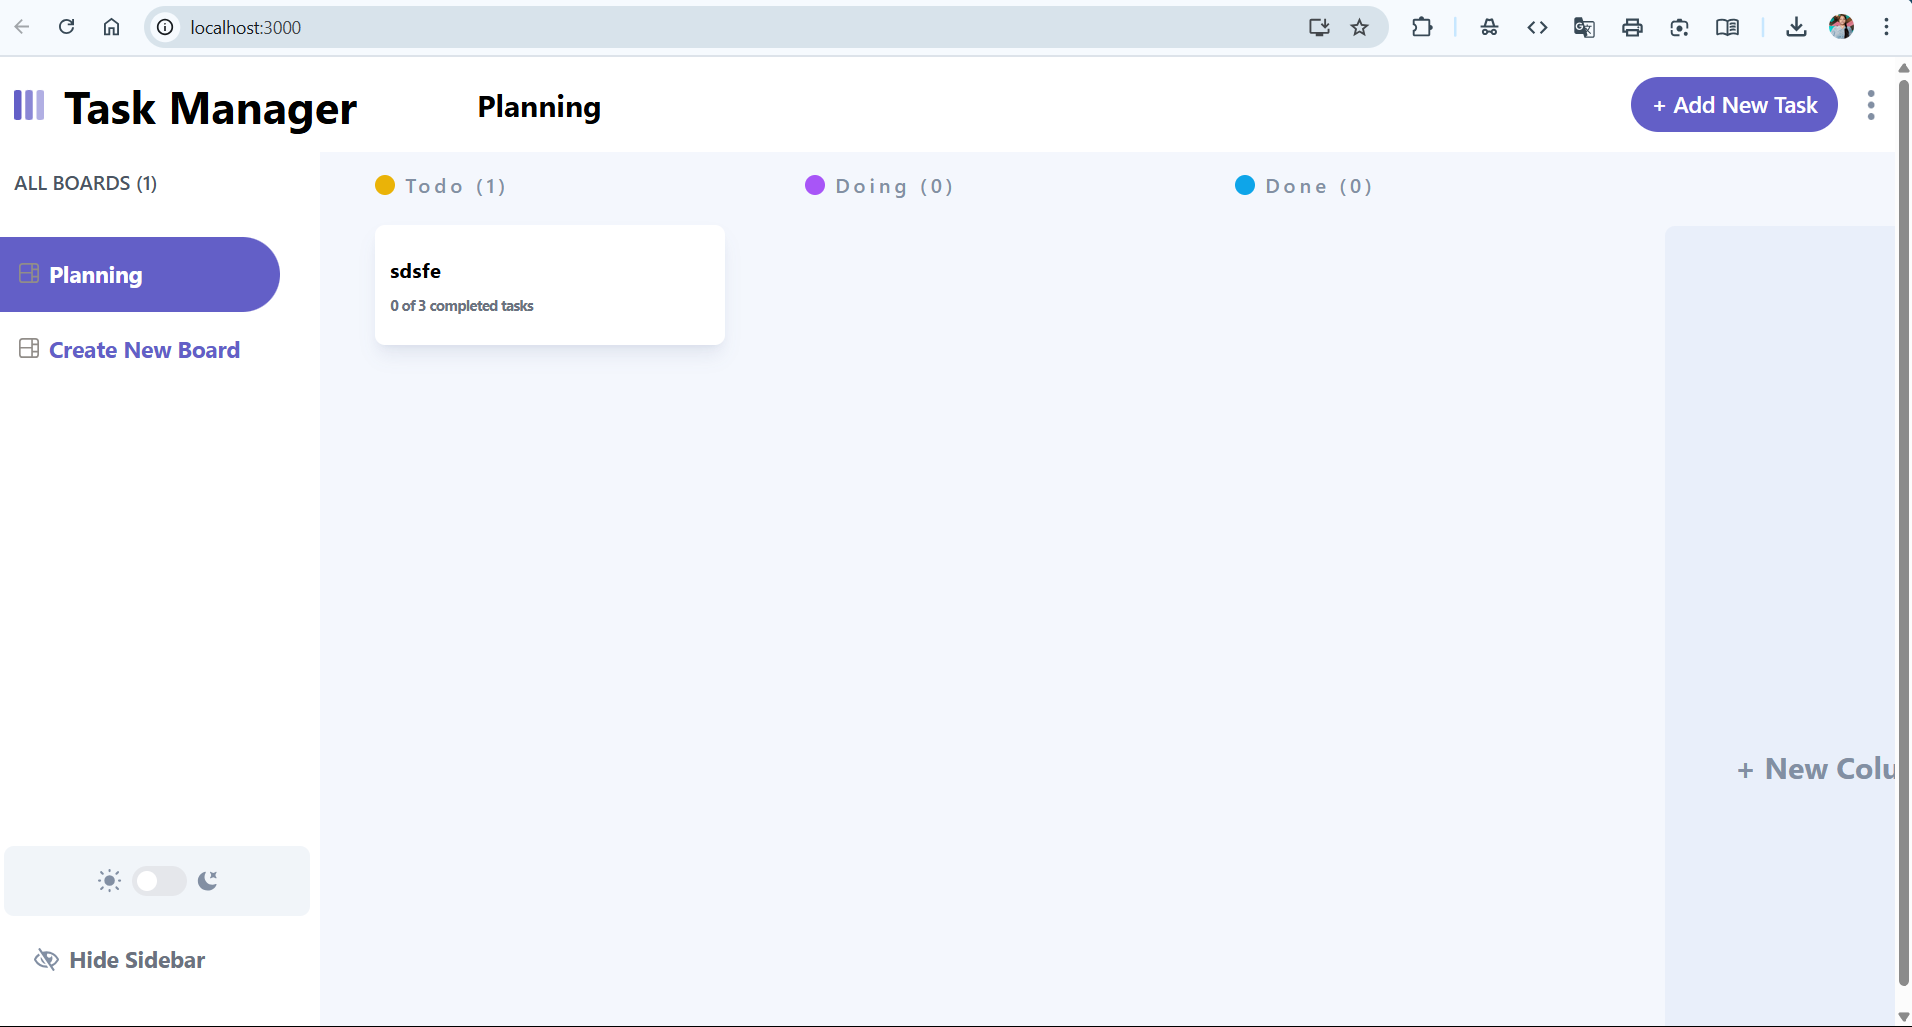 localhost:3000
Task Manager
Planning
+ Add New Task
ALL BOARDS (1)
Planning
Create New Board
Todo (1)
Doing (0)
Done (0)
sdsfe
0 of 3 completed tasks
+ New Colu
Hide Sidebar